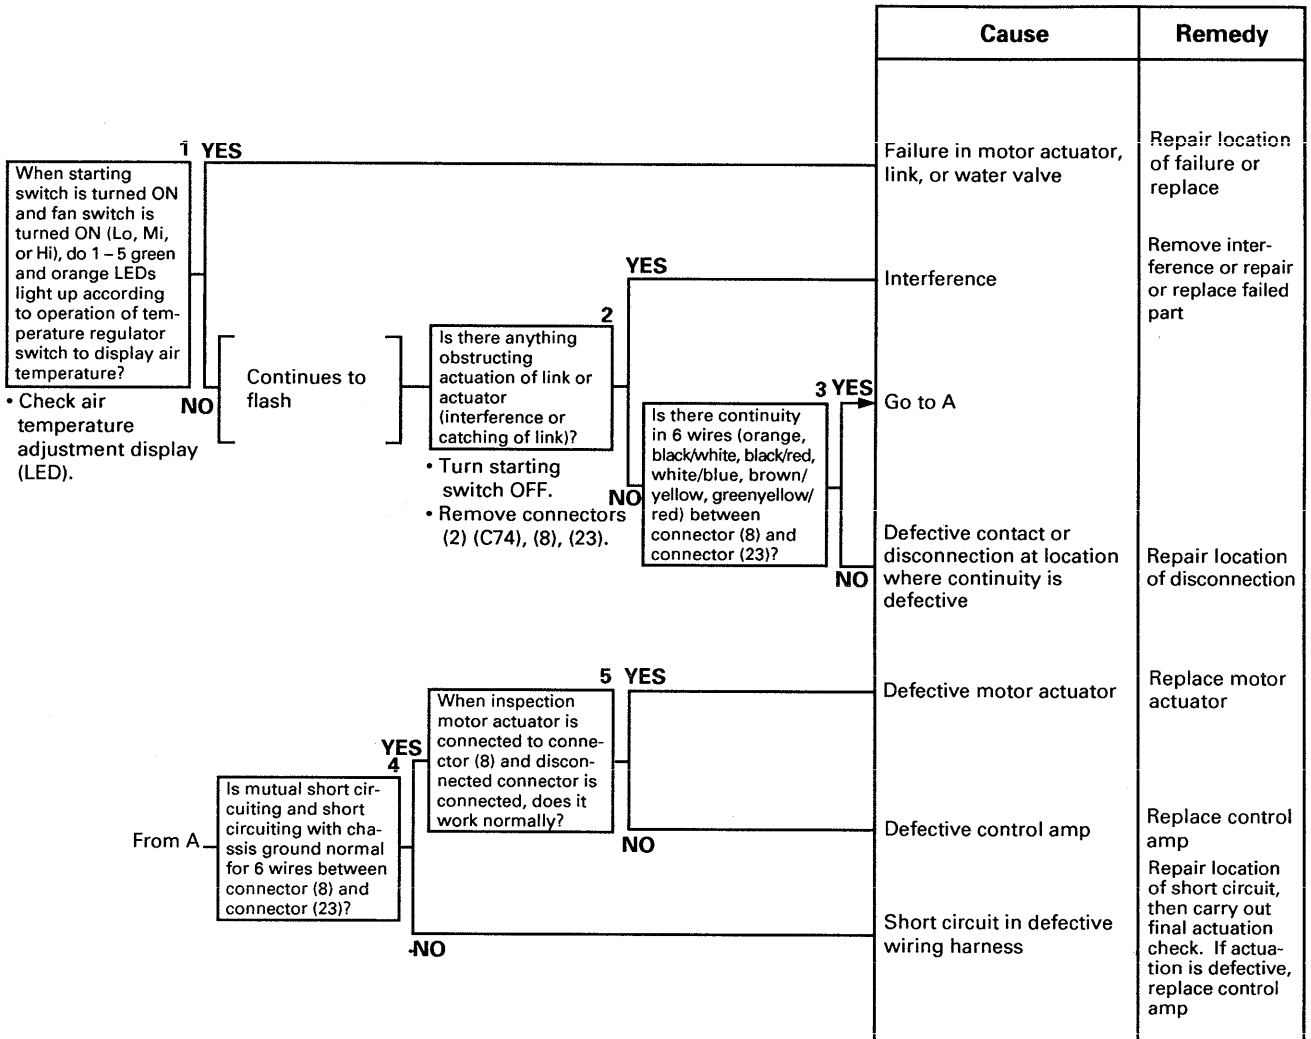 Cause
Remedy
1 YES
When starting
switch is turned ON
and fan switch is
turned ON (Lo, Mi,
or Hi), do 1 – 5 green
and orange LEDs
light up according
to operation of tem-
perature regulator
switch to display air
temperature?
• Check air
temperature
adjustment display
(LED).
NO
Continues to
flash
Failure in motor actuator,
link, or water valve
Repair location
of failure or
replace
2
YES
Is there anything
obstructing
actuation of link or
actuator
(interference or
catching of link)?
• Turn starting
switch OFF.
• Remove connectors
(2) (C74), (8), (23).
NO
Interference
Remove inter-
ference or repair
or replace failed
part
3 YES
Is there continuity
in 6 wires (orange,
black/white, black/red,
white/blue, brown/
yellow, greenyellow/
red) between
connector (8) and
connector (23)?
NO
Go to A
Defective contact or
disconnection at location
where continuity is
defective
Repair location
of disconnection
From A
YES
4
Is mutual short cir-
cuiting and short
circuiting with cha-
ssis ground normal
for 6 wires between
connector (8) and
connector (23)?
NO
5 YES
When inspection
motor actuator is
connected to conne-
ctor (8) and discon-
nected connector is
connected, does it
work normally?
NO
Defective motor actuator
Replace motor
actuator
Defective control amp
Replace control
amp
Short circuit in defective
wiring harness
Repair location
of short circuit,
then carry out
final actuation
check. If actua-
tion is defective,
replace control
amp